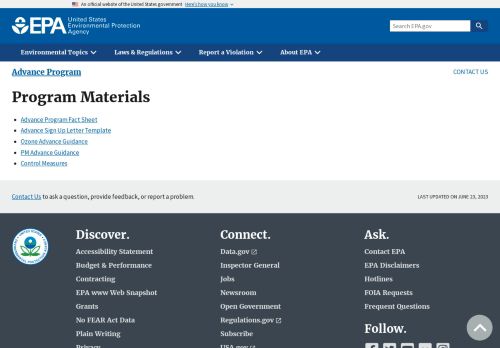 An official website of the United States government Here's how you know
EPA United States
Environmental Protection
Agency
Search EPA.gov
Environmental Topics Laws & Regulations Report a Violation About EPA
Advance Program CONTACT US
Program Materials
Advance Program Fact Sheet
Advance Sign Up Letter Template
Ozone Advance Guidance
PM Advance Guidance
Control Measures
Contact Us to ask a question, provide feedback, or report a problem. LAST UPDATED ON JUNE 23, 2023
Discover.
Accessibility Statement
Budget & Performance
Contracting
EPA www Web Snapshot
Grants
No FEAR Act Data
Plain Writing
Privacy
Connect.
Data.gov
Inspector General
Jobs
Newsroom
Open Government
Regulations.gov
Subscribe
USA.gov
Ask.
Contact EPA
EPA Disclaimers
Hotlines
FOIA Requests
Frequent Questions
Follow.